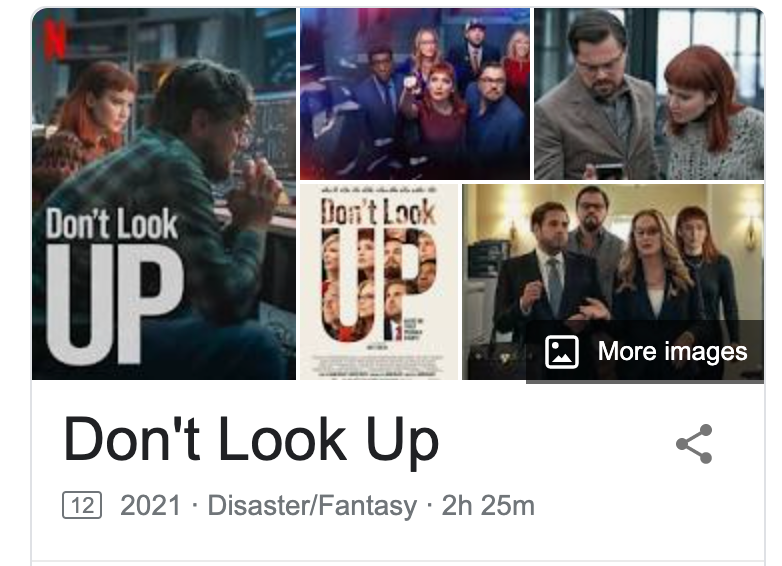 N
Don't Look
UP
Don't Look
UP
More images
Don't Look Up
12 2021 · Disaster/Fantasy · 2h 25m